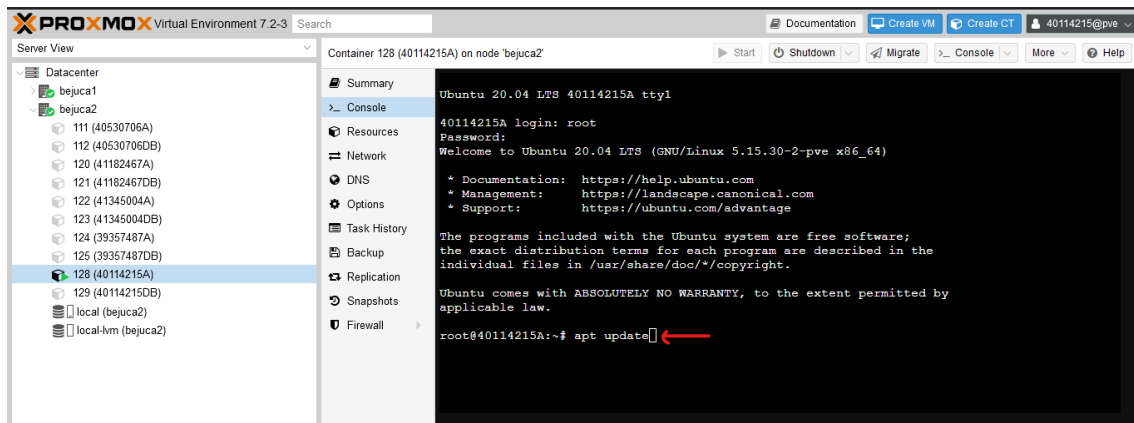 PROXMOX Virtual Environment 7.2-3 Search
Documentation Create VM Create CT 40114215@pve
Server View
Datacenter
bejuca1
bejuca2
111 (40530706A)
112 (40530706DB)
120 (41182467A)
121 (41182467DB)
122 (41345004A)
123 (41345004DB)
124 (39357487A)
125 (39357487DB)
128 (40114215A)
129 (40114215DB)
local (bejuca2)
local-lvm (bejuca2)
Container 128 (40114215A) on node 'bejuca2'
Start Shutdown Migrate >_ Console More Help
Summary
>_ Console
Resources
Network
DNS
Options
Task History
Backup
Replication
Snapshots
Firewall
Ubuntu 20.04 LTS 40114215A tty1
40114215A login: root
Password:
Welcome to Ubuntu 20.04 LTS (GNU/Linux 5.15.30-2-pve x86_64)
* Documentation: https://help.ubuntu.com
* Management: https://landscape.canonical.com
* Support: https://ubuntu.com/advantage
The programs included with the Ubuntu system are free software;
the exact distribution terms for each program are described in the
individual files in /usr/share/doc/*/copyright.
Ubuntu comes with ABSOLUTELY NO WARRANTY, to the extent permitted by
applicable law.
root@40114215A:~# apt update